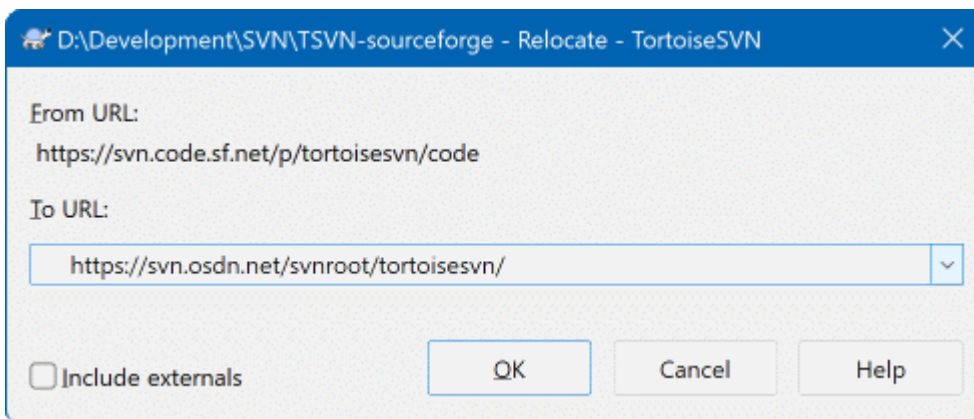 D:\Development\SVN\TSVN-sourceforge - Relocate - TortoiseSVN
From URL:
https://svn.code.sf.net/p/tortoisesvn/code
To URL:
https://svn.osdn.net/svnroot/tortoisesvn/
Include externals
OK
Cancel
Help